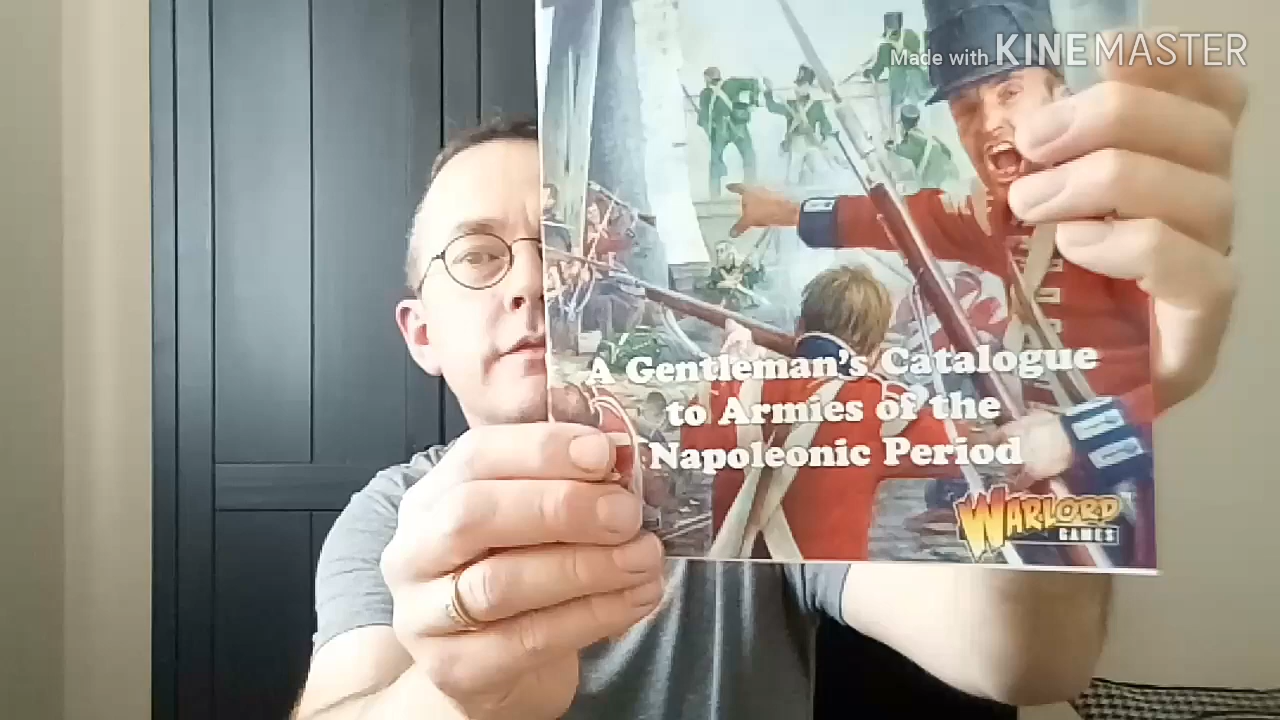 Made with KINEMASTER
A Gentleman's Catalogue
to Armies of the
Napoleonic Period
WARLORD
GAMES